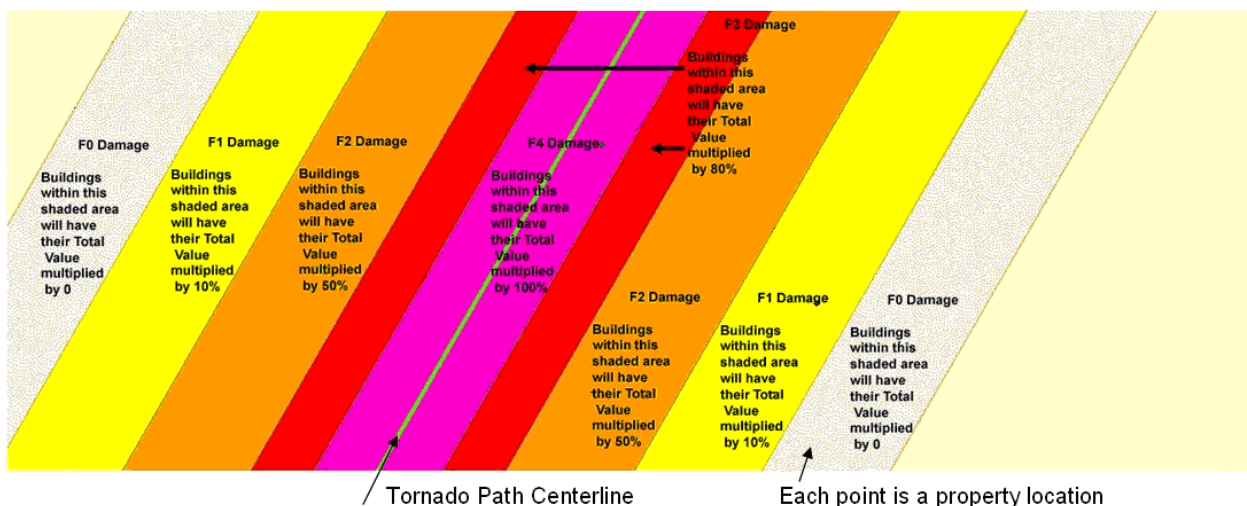 F0 Damage
Buildings
within this
shaded area
will have
their Total
Value
multiplied
by 0
F1 Damage
Buildings
within this
shaded area
will have
their Total
Value
multiplied
by 10%
F2 Damage
Buildings
within this
shaded area
will have
their Total
Value
multiplied
by 50%
F4 Damage
Buildings
within this
shaded area
will have
their Total
Value
multiplied
by 100%
F3 Damage
Buildings
within this
shaded area
will have
their Total
Value
multiplied
by 80%
F2 Damage
Buildings
within this
shaded area
will have
their Total
Value
multiplied
by 50%
F1 Damage
Buildings
within this
shaded area
will have
their Total
Value
multiplied
by 10%
F0 Damage
Buildings
within this
shaded area
will have
their Total
Value
multiplied
by 0
Tornado Path Centerline
Each point is a property location